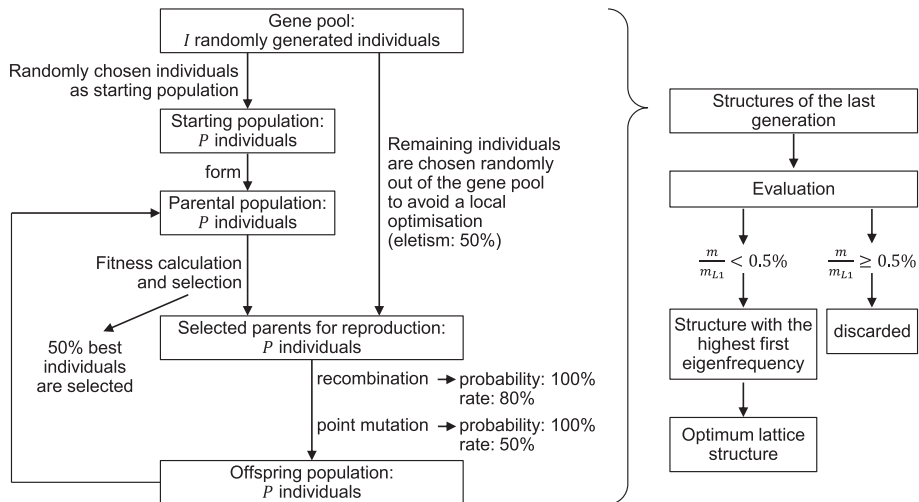 Gene pool:
I randomly generated individuals
Randomly chosen individuals
as starting population
Starting population:
P individuals
form
Parental population:
P individuals
Remaining individuals
are chosen randomly
out of the gene pool
to avoid a local
optimisation
(eletism: 50%)
Fitness calculation
and selection
50% best
individuals
are selected
Selected parents for reproduction:
P individuals
recombination
probability: 100%
rate: 80%
point mutation
probability: 100%
rate: 50%
Offspring population:
P individuals
Structures of the last
generation
Evaluation
m/m_{L1} < 0.5%
m/m_{L1} ≥ 0.5%
Structure with the
highest first
eigenfrequency
discarded
Optimum lattice
structure